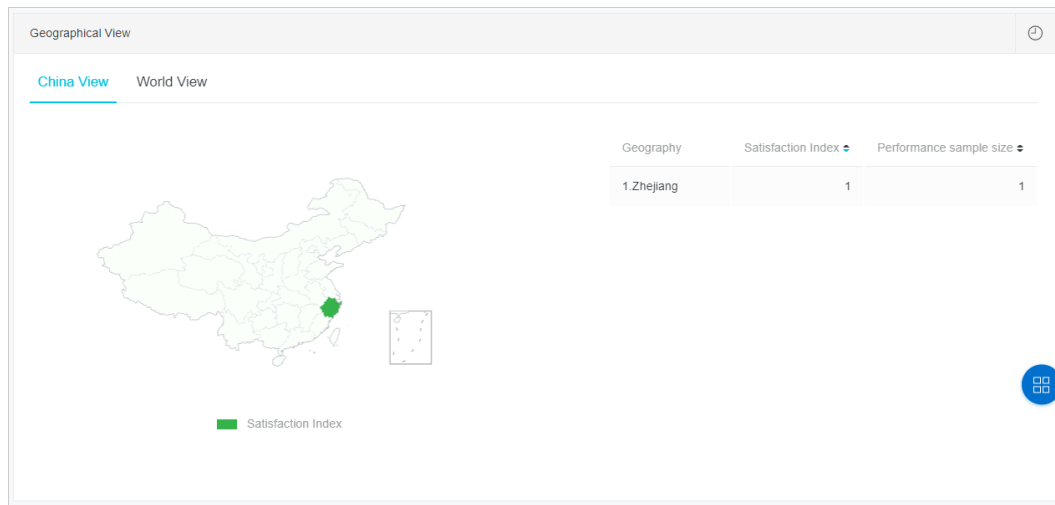 Geographical View
China View World View
Geography Satisfaction Index Performance sample size
1.Zhejiang 1 1
Satisfaction Index